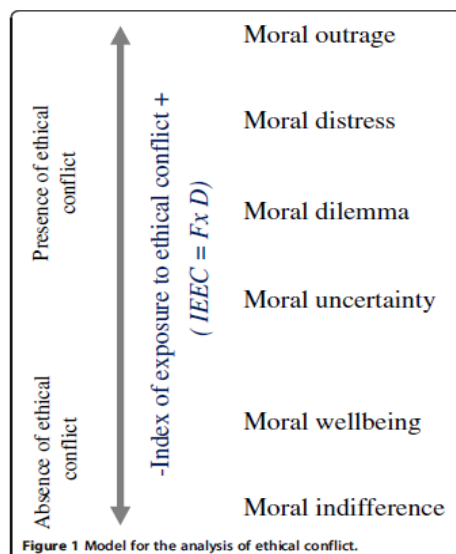 Moral outrage
Moral distress
Moral dilemma
Moral uncertainty
Moral wellbeing
Moral indifference
Presence of ethical
conflict
Absence of ethical
conflict
-Index of exposure to ethical conflict +
( IEEC = Fx D)
Figure 1 Model for the analysis of ethical conflict.